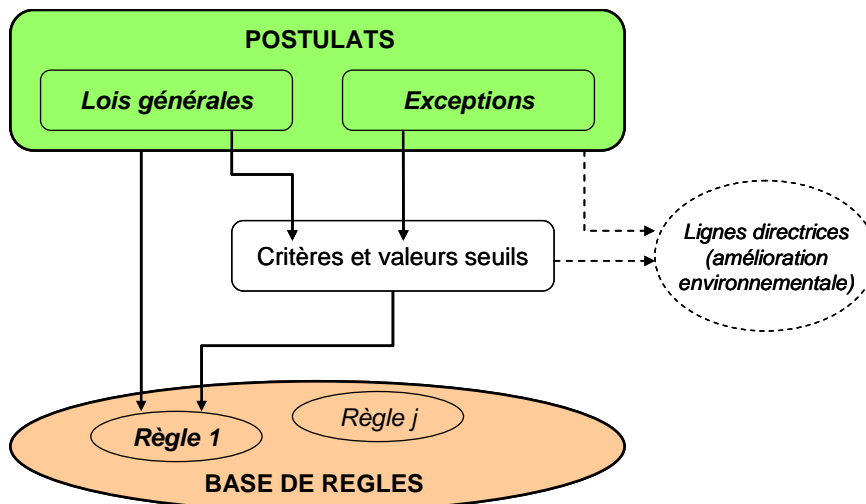 POSTULATS
Lois générales
Exceptions
Critères et valeurs seuils
Lignes directrices
(amélioration
environnementale)
Règle j
Règle 1
BASE DE REGLES